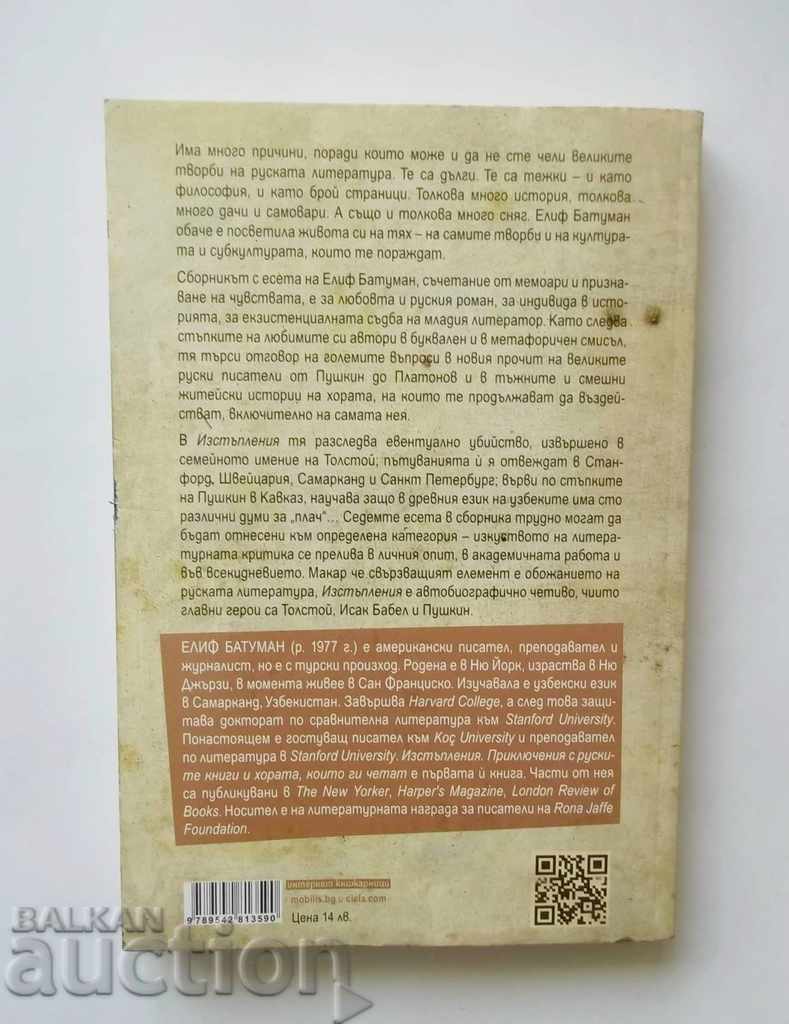 Има много причини, поради които може и да не сте чели великите
творби на руската литература. Те са дълги. Те са тежки – и като
философия, и като брой страници. Толкова много история, толкова
много дачи и самовари. А също и толкова много сняг. Елиф Батуман
обаче е посветила живота си на тях – на самите творби и на култура-
та и субкултурата, които те пораждат.
Сборникът с есета на Елиф Батуман, съчетание от мемоари и призна-
ване на чувствата, е за любовта и руския роман, за индивида в исто-
рията, за екзистенциалната съдба на младия литератор. Като следва
стъпките на любимите си автори в буквален и в метафоричен смисъл,
тя търси отговор на големите въпроси в новия прочит на великите
руски писатели от Пушкин до Платонов и в тъжните и смешни
житейски истории на хората, на които те продължават да въздей-
стват, включително на самата нея.
В Изстъпления тя разследва евентуално убийство, извършено в
семейното имение на Толстой; пътуванията ѝ я отвеждат в Стан-
форд, Швейцария, Самарканд и Санкт Петербург; върви по стъпките
на Пушкин в Кавказ, научава защо в древния език на узбеките има сто
различни думи за „плач“... Седемте есета в сборника трудно могат да
бъдат отнесени към определена категория – изкуството на литера-
турната критика се прелива в личния опит, в академичната работа и
във всекидневието. Макар че свързващият елемент е обожанието на
руската литература, Изстъпления е автобиографично четиво, чиито
главни герои са Толстой, Исак Бабел и Пушкин.
ЕЛИФ БАТУМАН (р. 1977 г.) е американски писател, преподавател и
журналист, но е с турски произход. Родена е в Ню Йорк, израства в Ню
Джързи, в момента живее в Сан Франциско. Изучавала е узбекски език
в Самарканд, Узбекистан. Завършва Harvard College, а след това защи-
тава докторат по сравнителна литература към Stanford University.
Понастоящем е гостуващ писател към Koç University и преподавател
по литература в Stanford University. Изстъпления. Приключения с руски-
те книги и хората, които ги четат е първата ѝ книга. Части от нея
са публикувани в The New Yorker, Harper's Magazine, London Review of
Books. Носител е на литературната награда за писатели на Rona Jaffe
Foundation.
интернет книжарници
mobilis.bg и ciela.com
Цена 14 лв.
9 789542 813590
BALKAN
auction